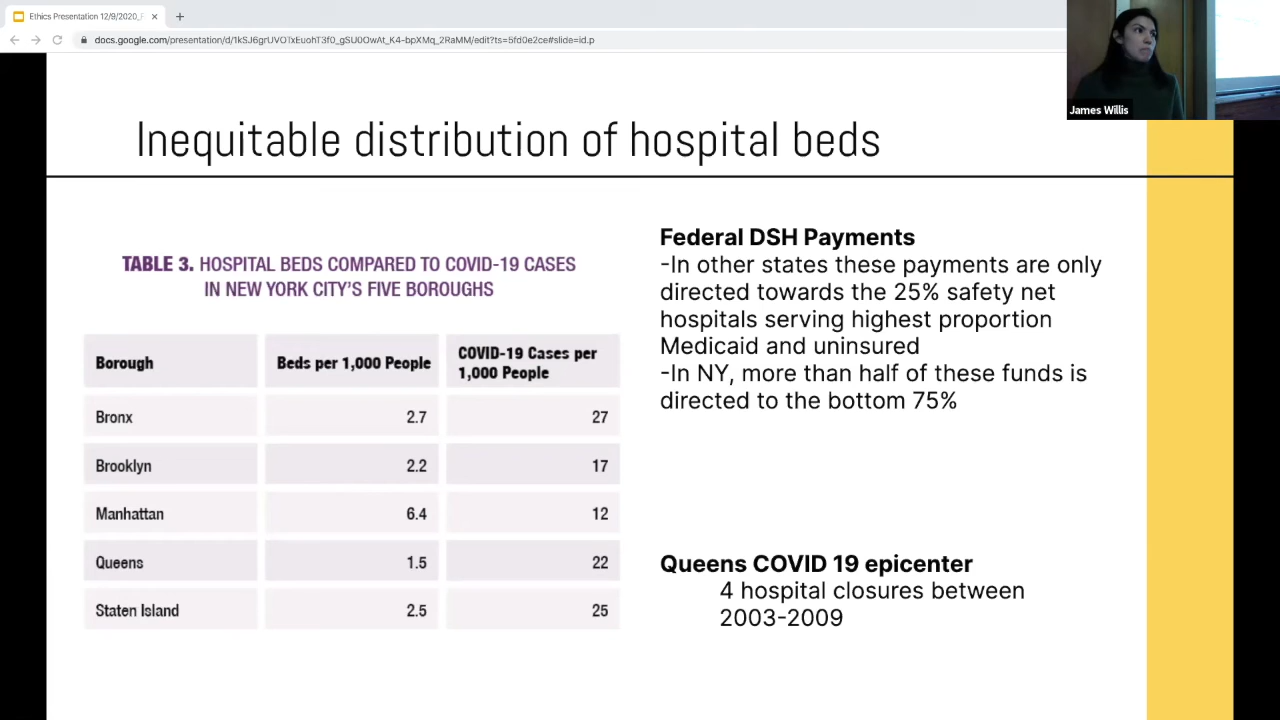 Ethics Presentation 12/9/2020_F
docs.google.com/presentation/d/1kSJ6grUVOTxEuohT3f0_gSU0OwAt_K4-bpXMq_2RaMM/edit?ts=5fd0e2ce#slide=id.p
James Willis
Inequitable distribution of hospital beds
TABLE 3. HOSPITAL BEDS COMPARED TO COVID-19 CASES
IN NEW YORK CITY'S FIVE BOROUGHS
Borough Beds per 1,000 People COVID-19 Cases per
1,000 People
Bronx 2.7 27
Brooklyn 2.2 17
Manhattan 6.4 12
Queens 1.5 22
Staten Island 2.5 25
Federal DSH Payments
-In other states these payments are only
directed towards the 25% safety net
hospitals serving highest proportion
Medicaid and uninsured
-In NY, more than half of these funds is
directed to the bottom 75%
Queens COVID 19 epicenter
4 hospital closures between
2003-2009